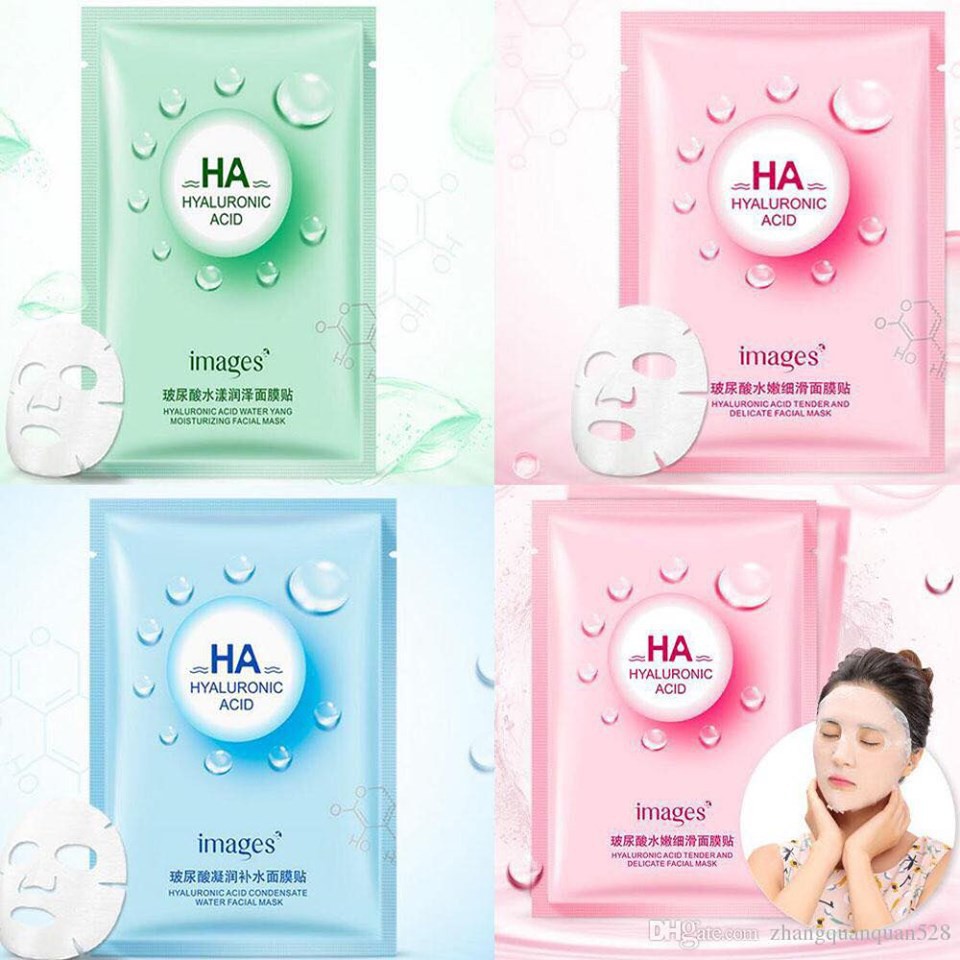 HA
HYALURONIC
ACID
images
玻尿酸水漾润泽面膜贴
HYALURONIC ACID WATER YANG
MOISTURIZING FACIAL MASK
HA
HYALURONIC
ACID
images
玻尿酸水嫩细滑面膜贴
HYALURONIC ACID TENDER AND
DELICATE FACIAL MASK
HA
HYALURONIC
ACID
images
玻尿酸凝润补水面膜贴
HYALURONIC ACID CONDENSATE
WATER FACIAL MASK
HA
HYALURONIC
ACID
images
玻尿酸水嫩细滑面膜贴
HYALURONIC ACID TENDER AND
DELICATE FACIAL MASK
DHgate.com zhangquanquan528